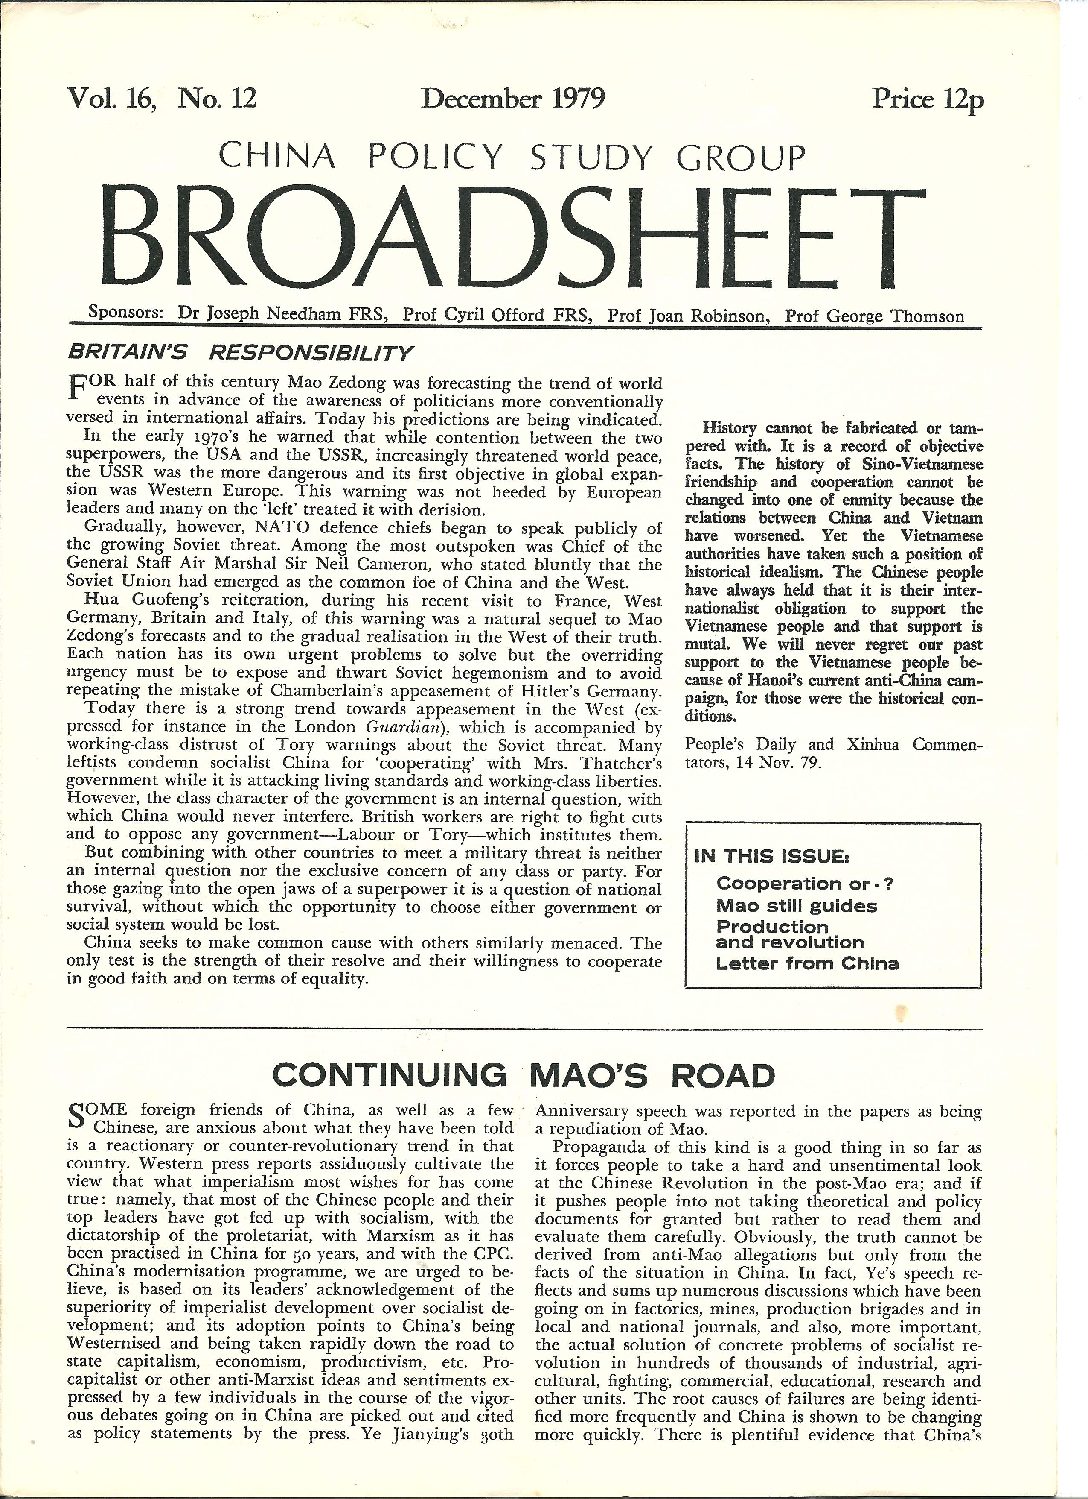 Vol. 16, No. 12 December 1979 Price 12p
CHINA POLICY STUDY GROUP
BROADSHEET
Sponsors: Dr Joseph Needham FRS, Prof Cyril Offord FRS, Prof Joan Robinson, Prof George Thomson
BRITAIN'S RESPONSIBILITY
FOR half of this century Mao Zedong was forecasting the trend of world
events in advance of the awareness of politicians more conventionally
versed in international affairs. Today his predictions are being vindicated.
In the early 1970's he warned that while contention between the two
superpowers, the USA and the USSR, increasingly threatened world peace,
the USSR was the more dangerous and its first objective in global expan-
sion was Western Europe. This warning was not heeded by European
leaders and many on the 'left' treated it with derision.
Gradually, however, NATO defence chiefs began to speak publicly of
the growing Soviet threat. Among the most outspoken was Chief of the
General Staff Air Marshal Sir Neil Cameron, who stated bluntly that the
Soviet Union had emerged as the common foe of China and the West.
Hua Guofeng's reiteration, during his recent visit to France, West
Germany, Britain and Italy, of this warning was a natural sequel to Mao
Zedong's forecasts and to the gradual realisation in the West of their truth.
Each nation has its own urgent problems to solve but the overriding
urgency must be to expose and thwart Soviet hegemonism and to avoid
repeating the mistake of Chamberlain's appeasement of Hitler's Germany.
Today there is a strong trend towards appeasement in the West (ex-
pressed for instance in the London Guardian), which is accompanied by
working-class distrust of Tory warnings about the Soviet threat. Many
leftists condemn socialist China for 'cooperating' with Mrs. Thatcher's
government while it is attacking living standards and working-class liberties.
However, the class character of the government is an internal question, with
which China would never interfere. British workers are right to fight cuts
and to oppose any government—Labour or Tory—which institutes them.
But combining with other countries to meet a military threat is neither
an internal question nor the exclusive concern of any class or party. For
those gazing into the open jaws of a superpower it is a question of national
survival, without which the opportunity to choose either government or
social system would be lost.
China seeks to make common cause with others similarly menaced. The
only test is the strength of their resolve and their willingness to cooperate
in good faith and on terms of equality.
History cannot be fabricated or tam-
pered with. It is a record of objective
facts. The history of Sino-Vietnamese
friendship and cooperation cannot be
changed into one of enmity because the
relations between China and Vietnam
have worsened. Yet the Vietnamese
authorities have taken such a position of
historical idealism. The Chinese people
have always held that it is their inter-
nationalist obligation to support the
Vietnamese people and that support is
mutal. We will never regret our past
support to the Vietnamese people be-
cause of Hanoi's current anti-China cam-
paign, for those were the historical con-
ditions.
People's Daily and Xinhua Commen-
tators, 14 Nov. 79.
IN THIS ISSUE:
Cooperation or - ?
Mao still guides
Production
and revolution
Letter from China
CONTINUING MAO'S ROAD
SOME foreign friends of China, as well as a few
Chinese, are anxious about what they have been told
is a reactionary or counter-revolutionary trend in that
country. Western press reports assiduously cultivate the
view that what imperialism most wishes for has come
true: namely, that most of the Chinese people and their
top leaders have got fed up with socialism, with the
dictatorship of the proletariat, with Marxism as it has
been practised in China for 50 years, and with the CPC.
China's modernisation programme, we are urged to be-
lieve, is based on its leaders' acknowledgement of the
superiority of imperialist development over socialist de-
velopment; and its adoption points to China's being
Westernised and being taken rapidly down the road to
state capitalism, economism, productivism, etc. Pro-
capitalist or other anti-Marxist ideas and sentiments ex-
pressed by a few individuals in the course of the vigor-
ous debates going on in China are picked out and cited
as policy statements by the press. Ye Jianying's 30th
Anniversary speech was reported in the papers as being
a repudiation of Mao.
Propaganda of this kind is a good thing in so far as
it forces people to take a hard and unsentimental look
at the Chinese Revolution in the post-Mao era; and if
it pushes people into not taking theoretical and policy
documents for granted but rather to read them and
evaluate them carefully. Obviously, the truth cannot be
derived from anti-Mao allegations but only from the
facts of the situation in China. In fact, Ye's speech re-
flects and sums up numerous discussions which have been
going on in factories, mines, production brigades and in
local and national journals, and also, more important,
the actual solution of concrete problems of socialist re-
volution in hundreds of thousands of industrial, agri-
cultural, fighting, commercial, educational, research and
other units. The root causes of failures are being identi-
fied more frequently and China is shown to be changing
more quickly. There is plentiful evidence that China's